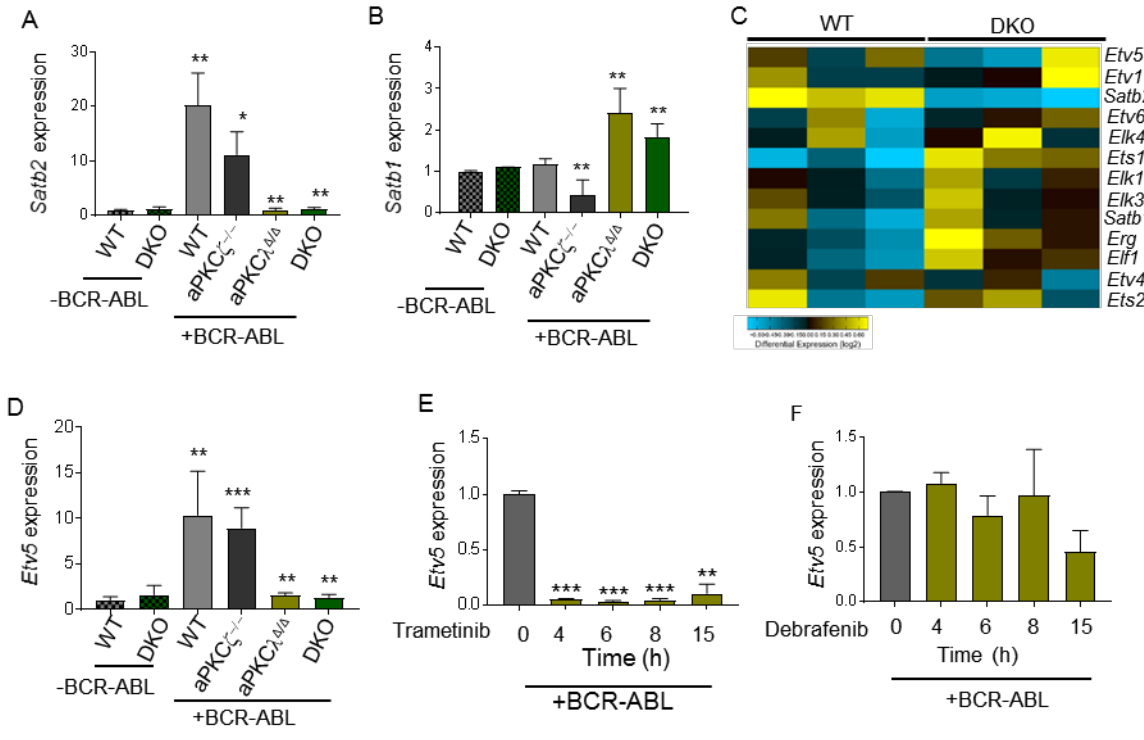 A
Satb2 expression
30
20
10
0
WT
DKO
WT
aPKCζ-/-
aPKCλΔ/Δ
DKO
**
*
**
**
-BCR-ABL
+BCR-ABL
B
Satb1 expression
4
3
2
1
0
WT
DKO
WT
aPKCζ-/-
aPKCλΔ/Δ
DKO
**
**
**
-BCR-ABL
+BCR-ABL
C
WT DKO
Etv5
Etv1
Etv6
Elk4
Ets1
Elk1
Elk3
Satb
Erg
Elf1
Etv4
Ets2
Differential Expression (log2)
D
Etv5 expression
20
15
10
5
0
WT
DKO
WT
aPKCζ-/-
aPKCλΔ/Δ
DKO
**
***
**
**
-BCR-ABL
+BCR-ABL
E
Etv5 expression
1.5
1.0
0.5
0.0
*** *** *** **
Trametinib 0 4 6 8 15
Time (h)
+BCR-ABL
F
Etv5 expression
1.5
1.0
0.5
0.0
Debrafenib 0 4 6 8 15
Time (h)
+BCR-ABL